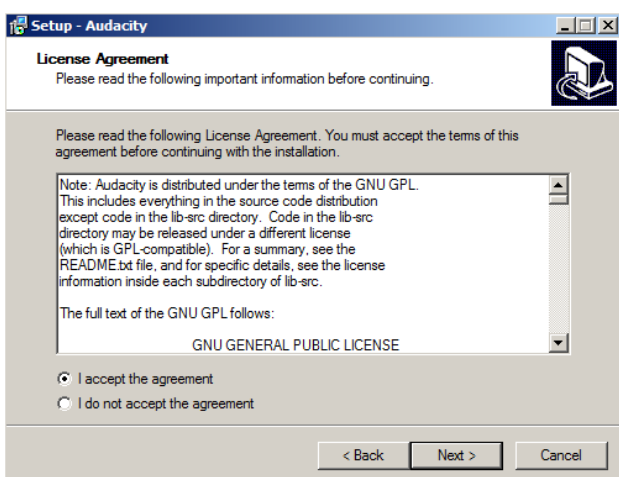 Setup - Audacity
License Agreement
Please read the following important information before continuing.
Please read the following License Agreement. You must accept the terms of this
agreement before continuing with the installation.
Note: Audacity is distributed under the terms of the GNU GPL.
This includes everything in the source code distribution
except code in the lib-src directory.  Code in the lib-src
directory may be released under a different license
(which is GPL-compatible).  For a summary, see the
README.txt file, and for specific details, see the license
information inside each subdirectory of lib-src.
The full text of the GNU GPL follows:
GNU GENERAL PUBLIC LICENSE
I accept the agreement
I do not accept the agreement
< Back Next > Cancel